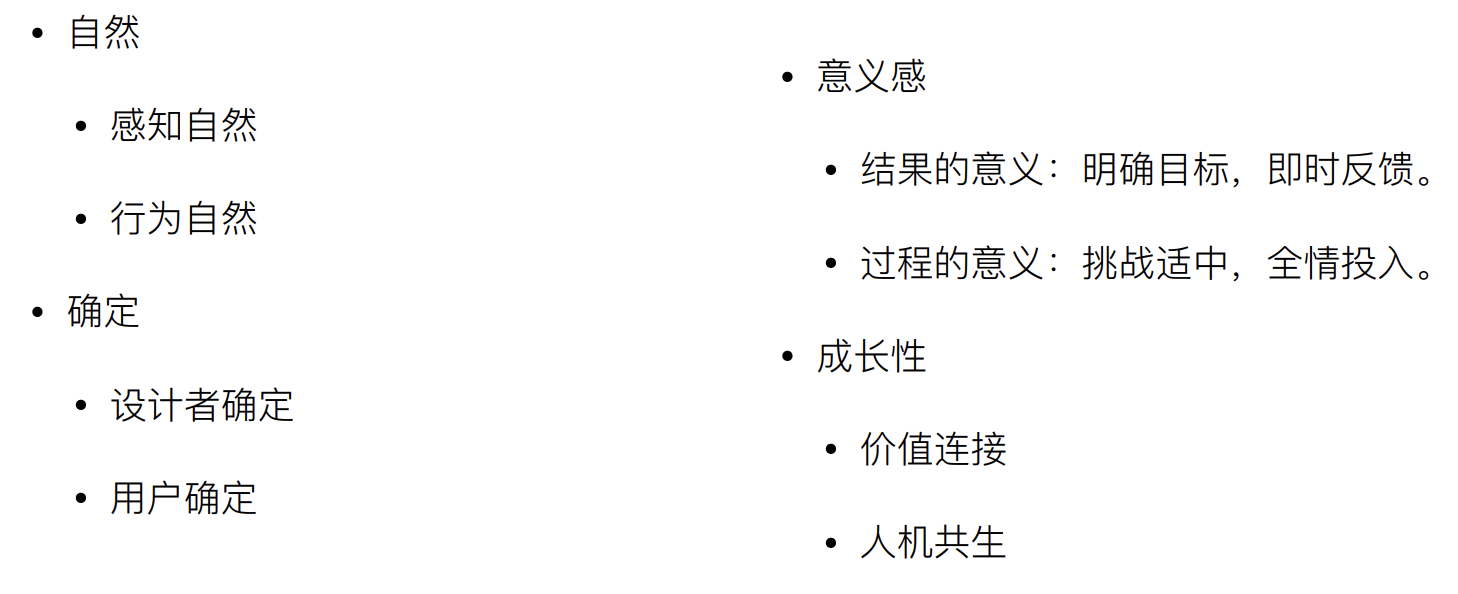 • 自然
• 感知自然
• 行为自然
• 确定
• 设计者确定
• 用户确定
• 意义感
• 结果的意义：明确目标，即时反馈。
• 过程的意义：挑战适中，全情投入。
• 成长性
• 价值连接
• 人机共生